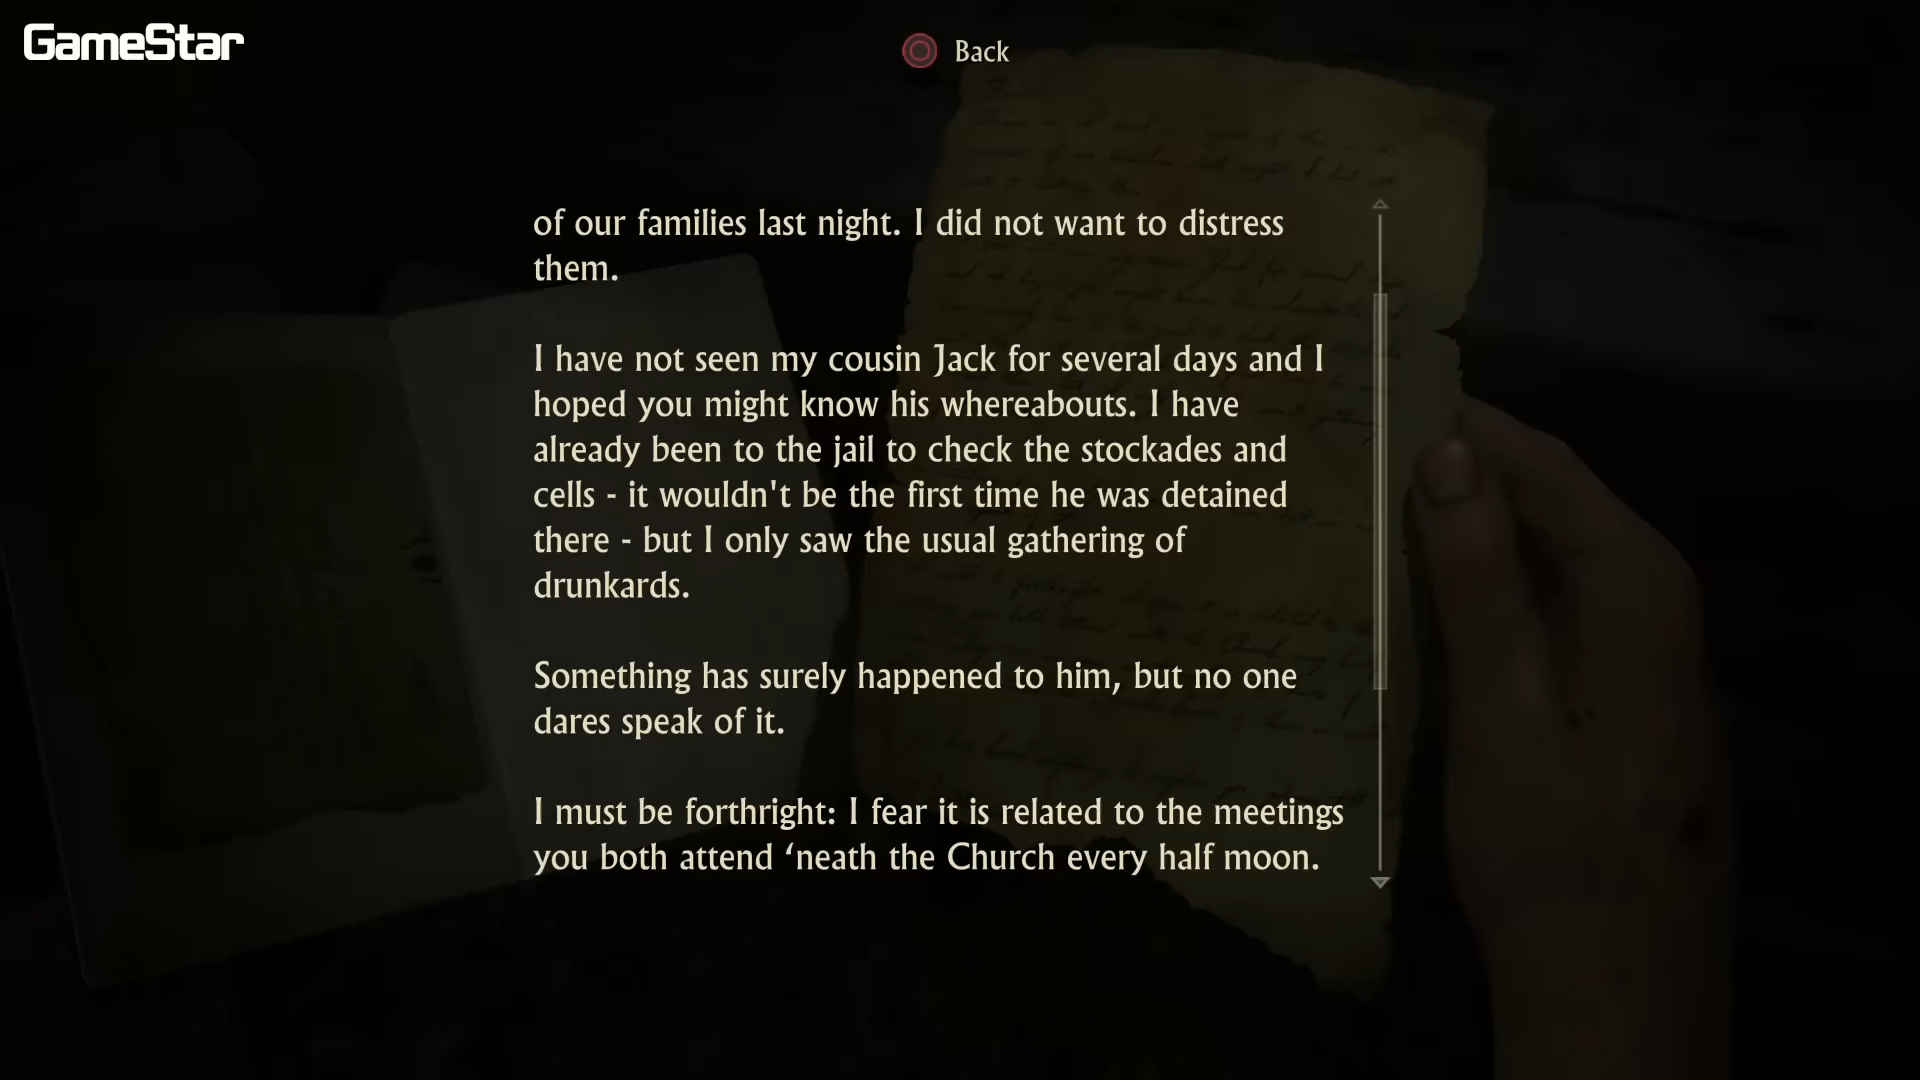 GameStar
Back
of our families last night. I did not want to distress
them.
I have not seen my cousin Jack for several days and I
hoped you might know his whereabouts. I have
already been to the jail to check the stockades and
cells - it wouldn't be the first time he was detained
there - but I only saw the usual gathering of
drunkards.
Something has surely happened to him, but no one
dares speak of it.
I must be forthright: I fear it is related to the meetings
you both attend ‘neath the Church every half moon.